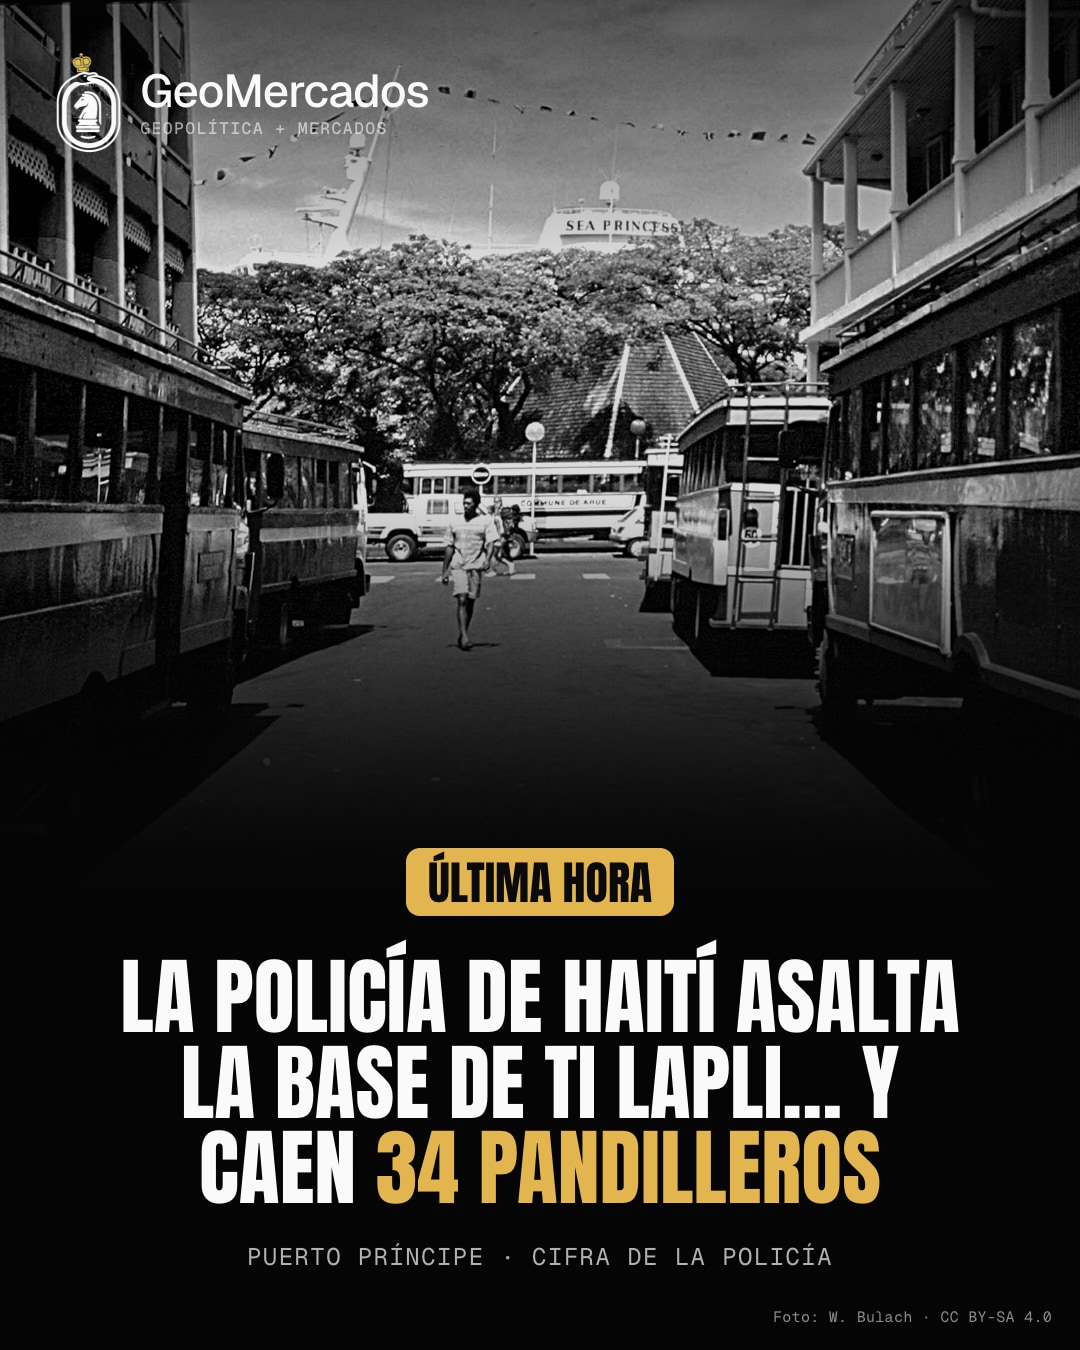 GeoMercados
GEOPOLÍTICA + MERCADOS
SEA PRINCESS
COMMUNE DE ARUE
ÚLTIMA HORA
LA POLICÍA DE HAITÍ ASALTA
LA BASE DE TI LAPLI... Y
CAEN 34 PANDILLEROS
PUERTO PRÍNCIPE · CIFRA DE LA POLICÍA
Foto: W. Bulach · CC BY-SA 4.0